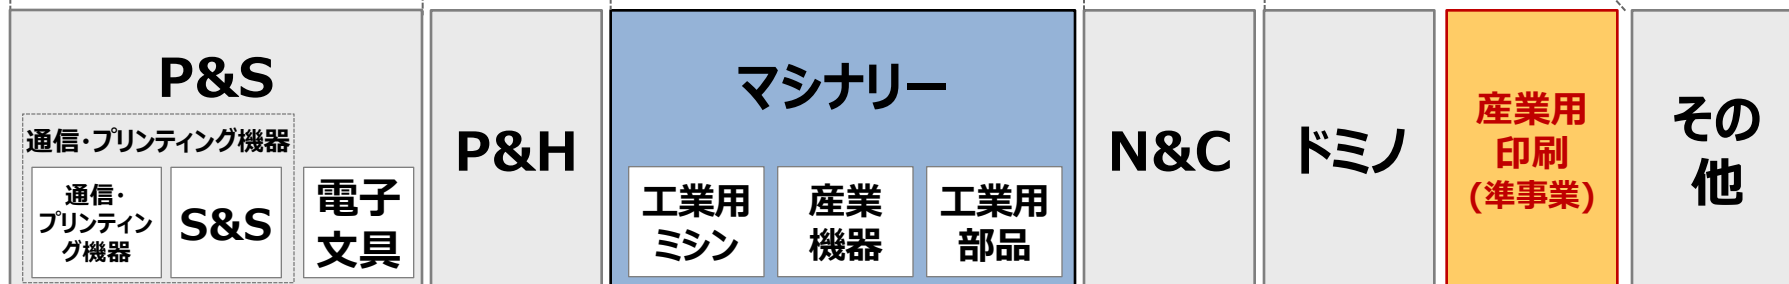 P&S
通信・プリンティング機器
通信・
プリンティン
グ機器
S&S
電子
文具
P&H
マシナリー
工業用
ミシン
産業
機器
工業用
部品
N&C
ドミノ
産業用
印刷
(準事業)
その
他